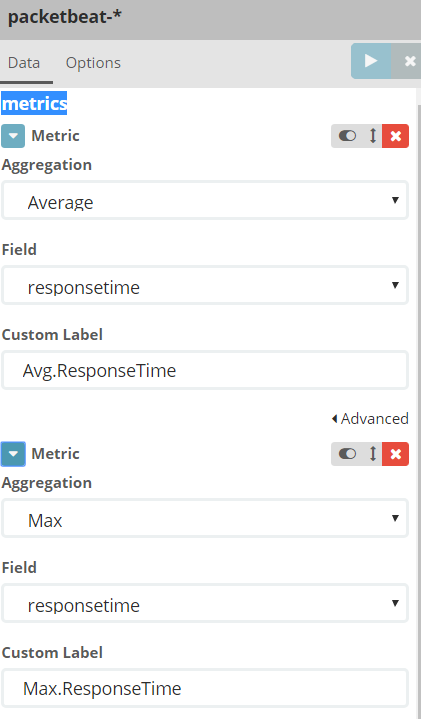 packetbeat-*
Data Options
metrics
Metric
Aggregation
Average
Field
responsetime
Custom Label
Avg.ResponseTime
Advanced
Metric
Aggregation
Max
Field
responsetime
Custom Label
Max.ResponseTime